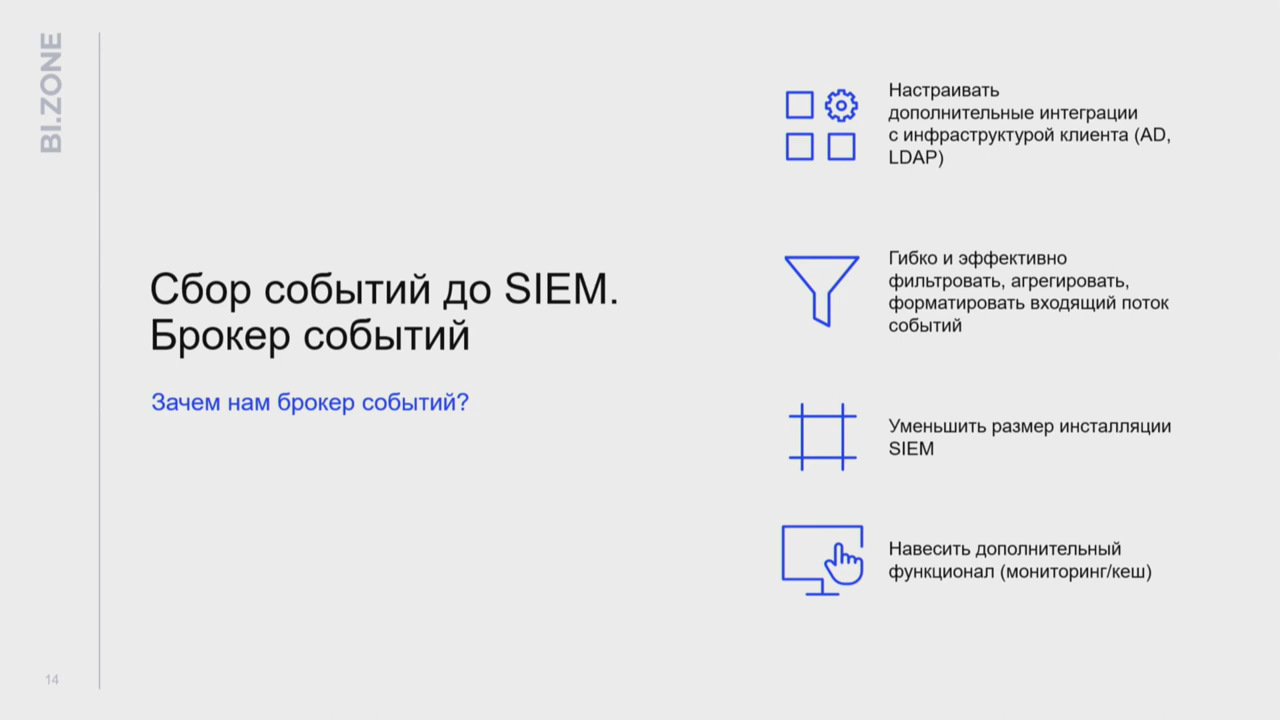 BI.ZONE
Сбор событий до SIEM.
Брокер событий
Зачем нам брокер событий?
Настраивать
дополнительные интеграции
с инфраструктурой клиента (AD,
LDAP)
Гибко и эффективно
фильтровать, агрегировать,
форматировать входящий поток
событий
Уменьшить размер инсталляции
SIEM
Навесить дополнительный
функционал (мониторинг/кеш)
14